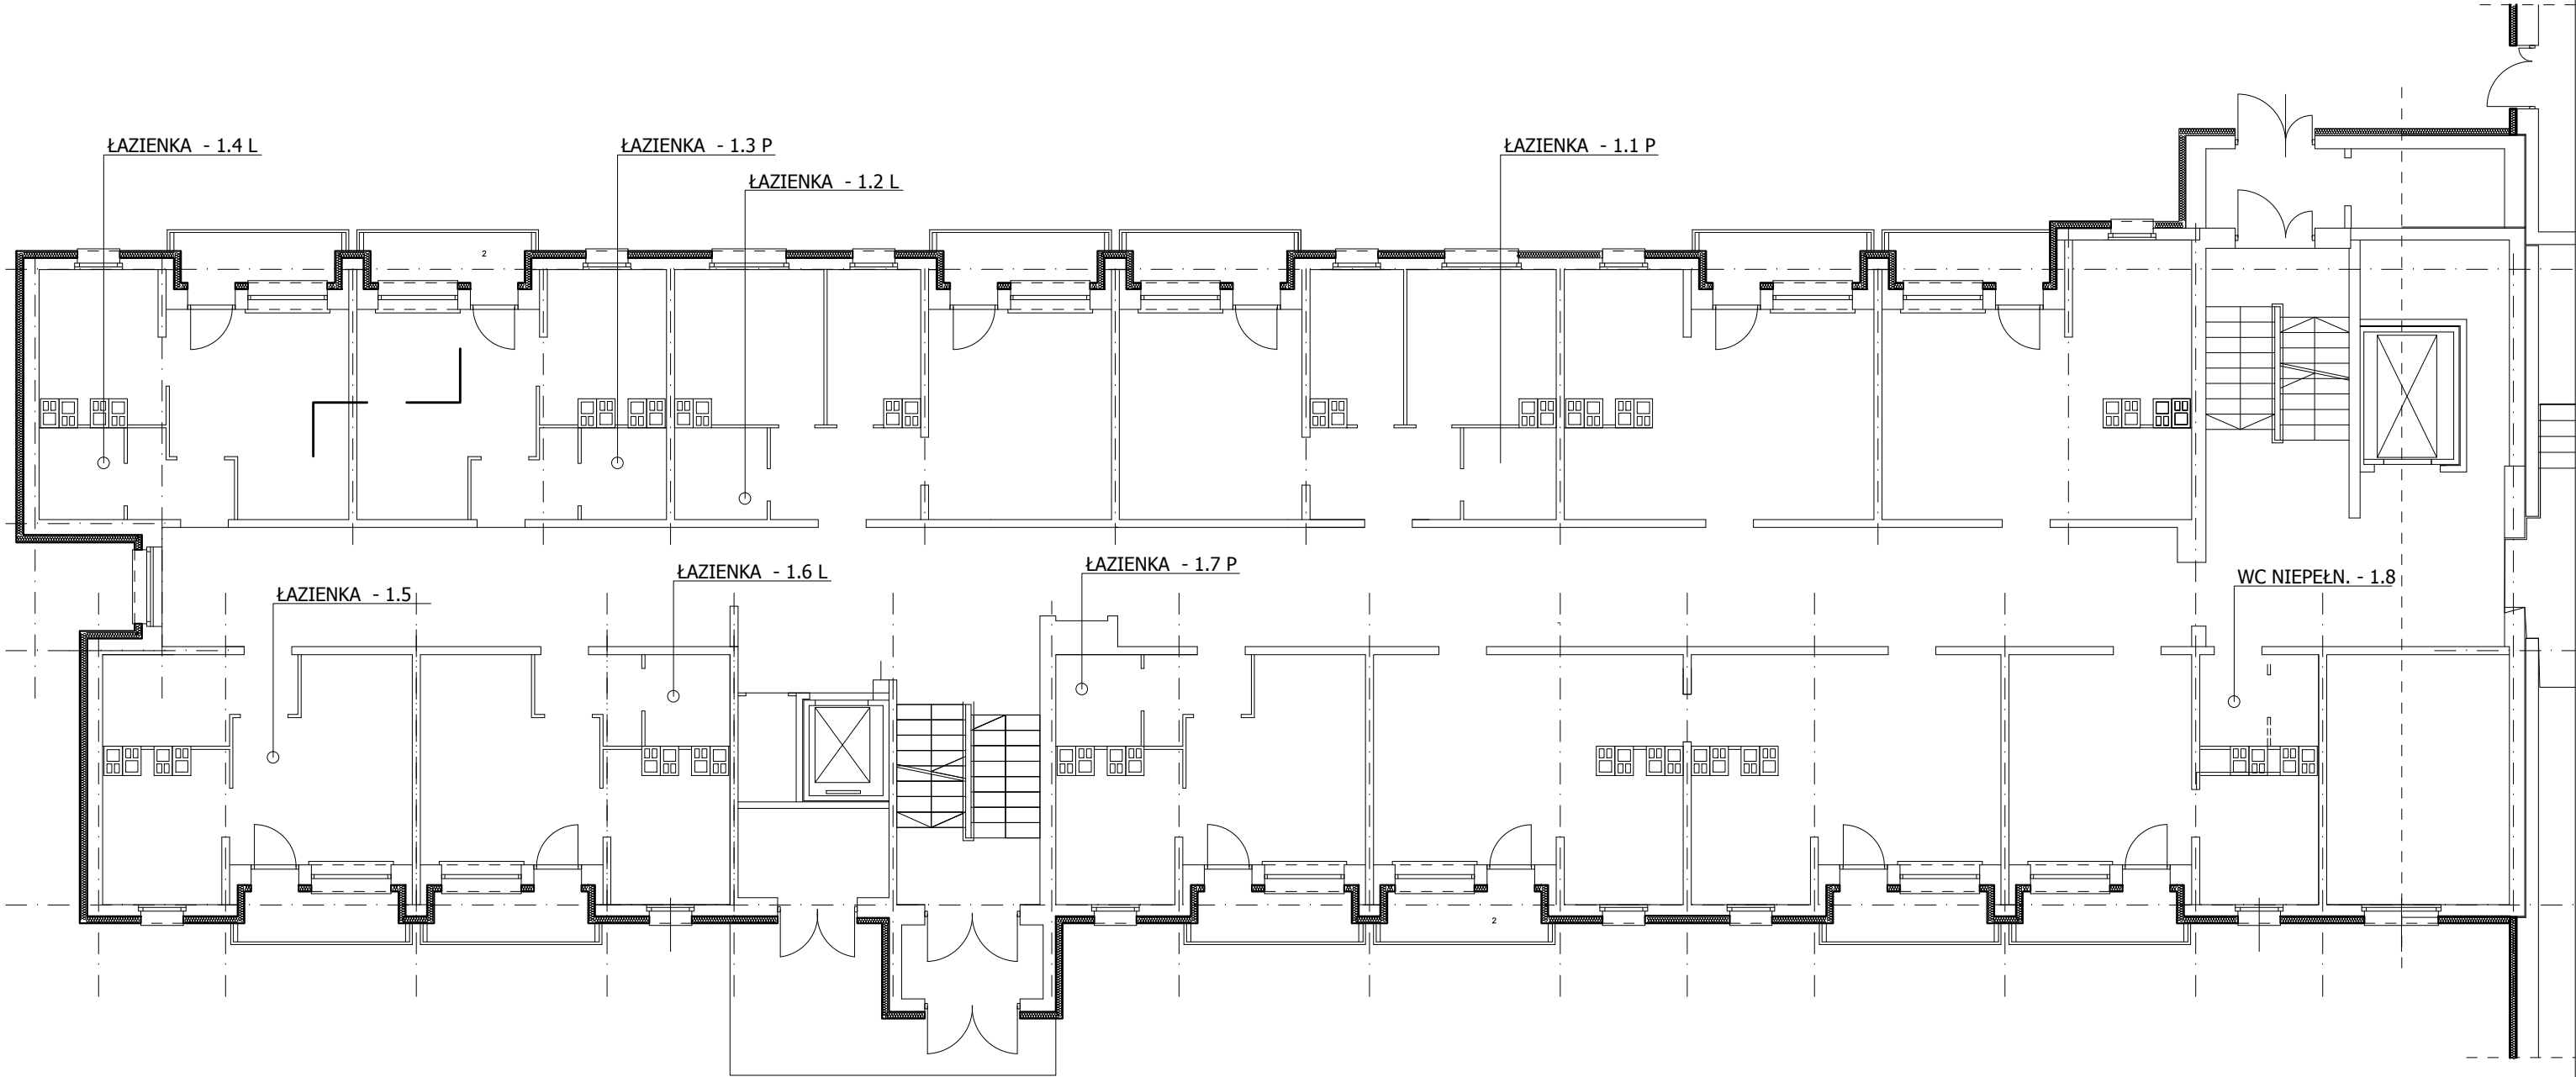 ŁAZIENKA - 1.4 L
ŁAZIENKA - 1.3 P
ŁAZIENKA - 1.1 P
ŁAZIENKA - 1.2 L
2
ŁAZIENKA - 1.7 P
ŁAZIENKA - 1.6 L
WC NIEPEŁN. - 1.8
ŁAZIENKA - 1.5
2